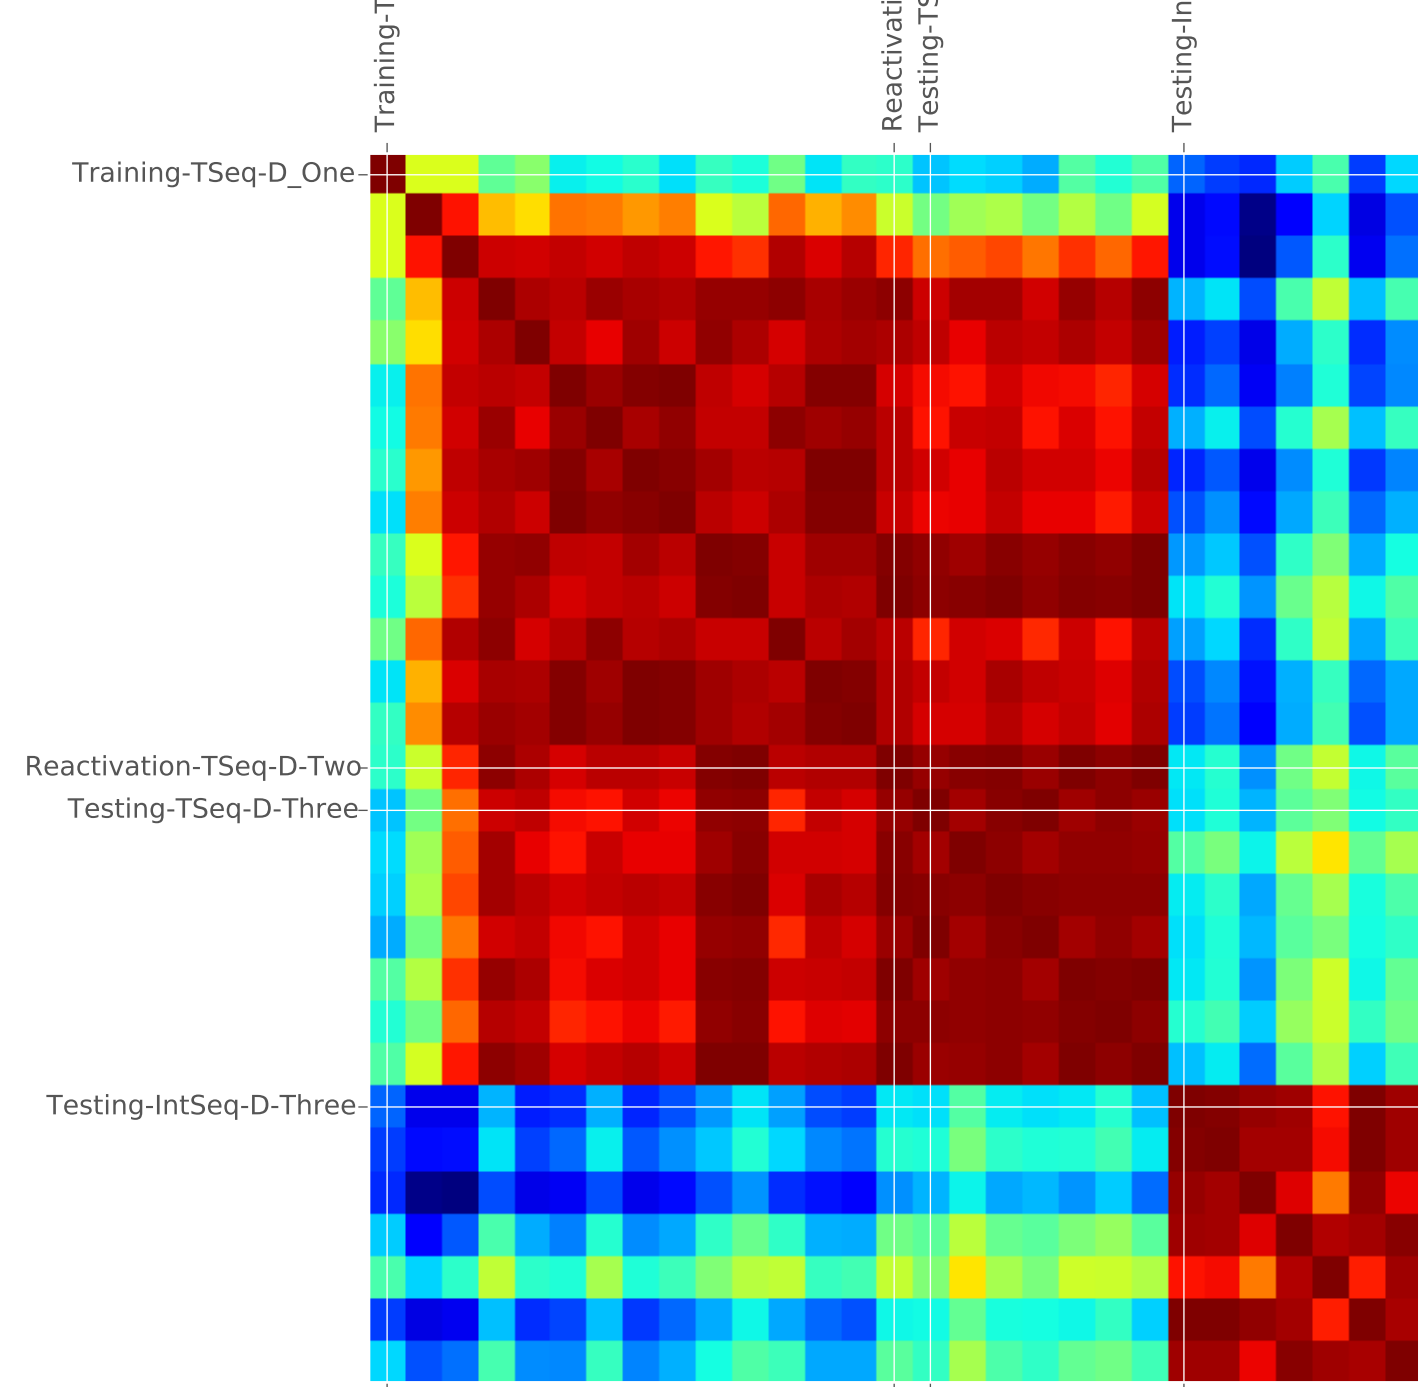 Training-T
Reactivati
Testing-TS
Testing-In
Training-TSeq-D_One
Reactivation-TSeq-D-Two
Testing-TSeq-D-Three
Testing-IntSeq-D-Three